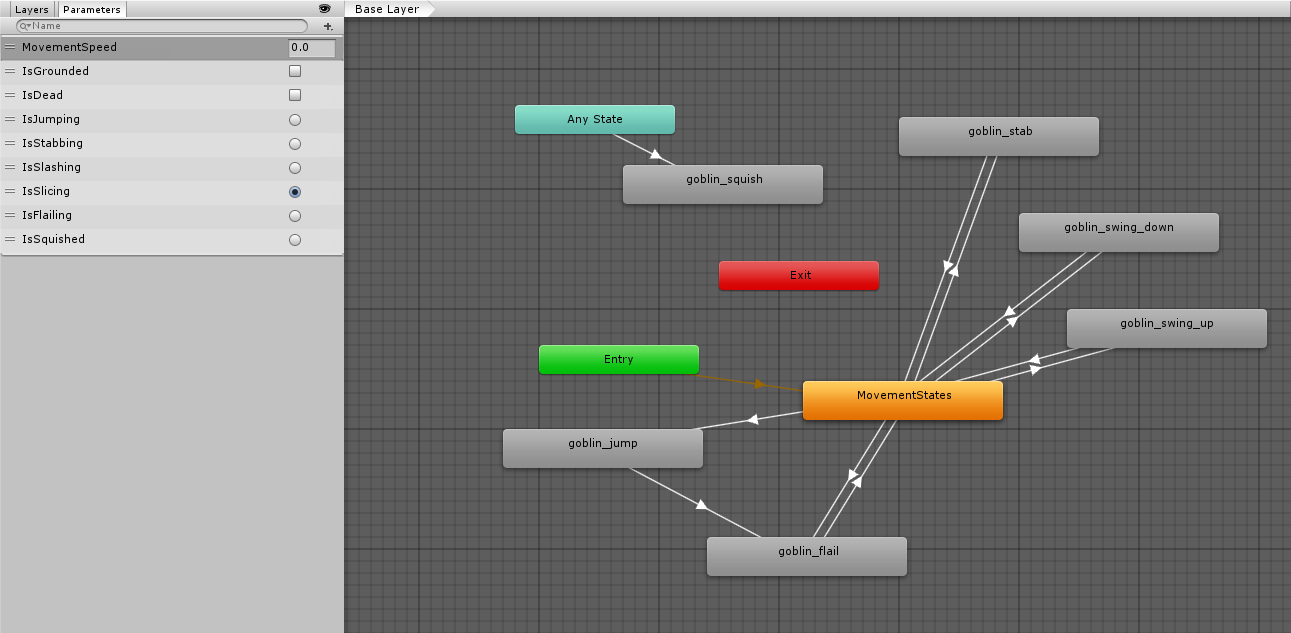 Layers Parameters
Name
MovementSpeed 0.0
IsGrounded
IsDead
IsJumping
IsStabbing
IsSlashing
IsSlicing
IsFlailing
IsSquished
Base Layer
Any State
goblin_stab
goblin_squish
goblin_swing_down
Exit
goblin_swing_up
Entry
MovementStates
goblin_jump
goblin_flail